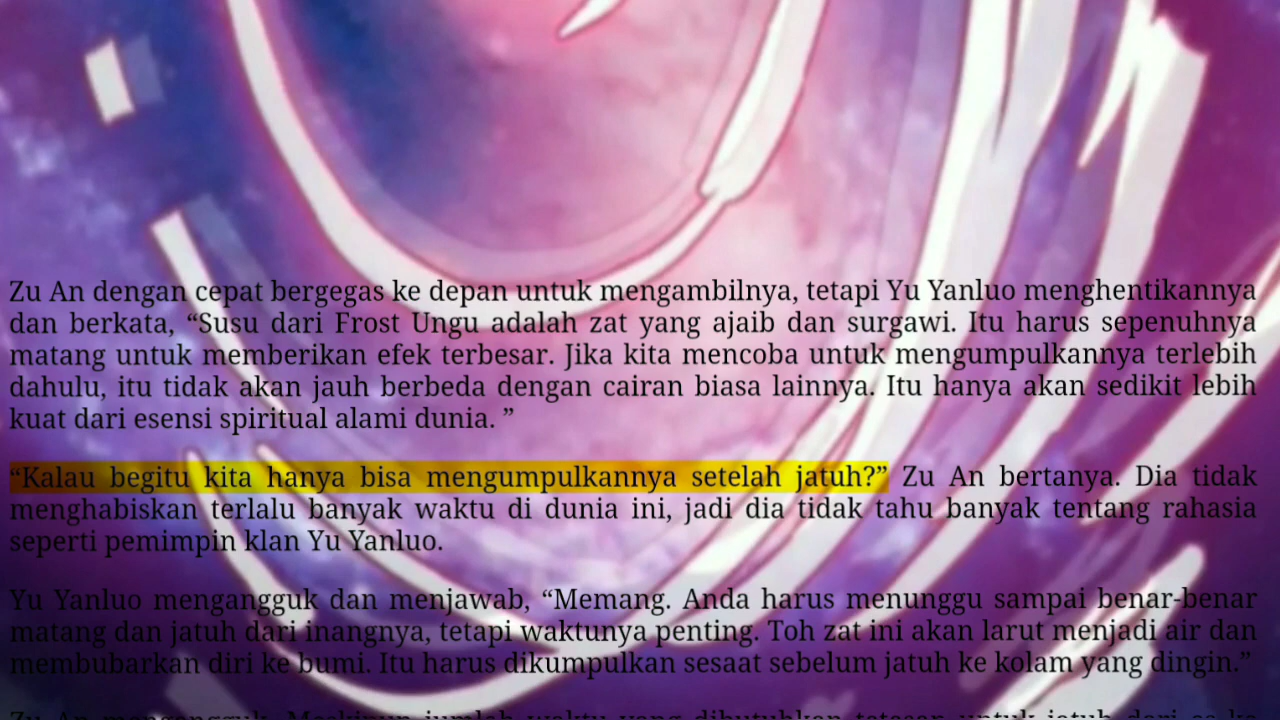 Zu An dengan cepat bergegas ke depan untuk mengambilnya, tetapi Yu Yanluo menghentikannya
dan berkata, “Susu dari Frost Ungu adalah zat yang ajaib dan surgawi. Itu harus sepenuhnya
matang untuk memberikan efek terbesar. Jika kita mencoba untuk mengumpulkannya terlebih
dahulu, itu tidak akan jauh berbeda dengan cairan biasa lainnya. Itu hanya akan sedikit lebih
kuat dari esensi spiritual alami dunia. ”
“Kalau begitu kita hanya bisa mengumpulkannya setelah jatuh?” Zu An bertanya. Dia tidak
menghabiskan terlalu banyak waktu di dunia ini, jadi dia tidak tahu banyak tentang rahasia
seperti pemimpin klan Yu Yanluo.
Yu Yanluo mengangguk dan menjawab, “Memang. Anda harus menunggu sampai benar-benar
matang dan jatuh dari inangnya, tetapi waktunya penting. Toh zat ini akan larut menjadi air dan
membubarkan diri ke bumi. Itu harus dikumpulkan sesaat sebelum jatuh ke kolam yang dingin.”